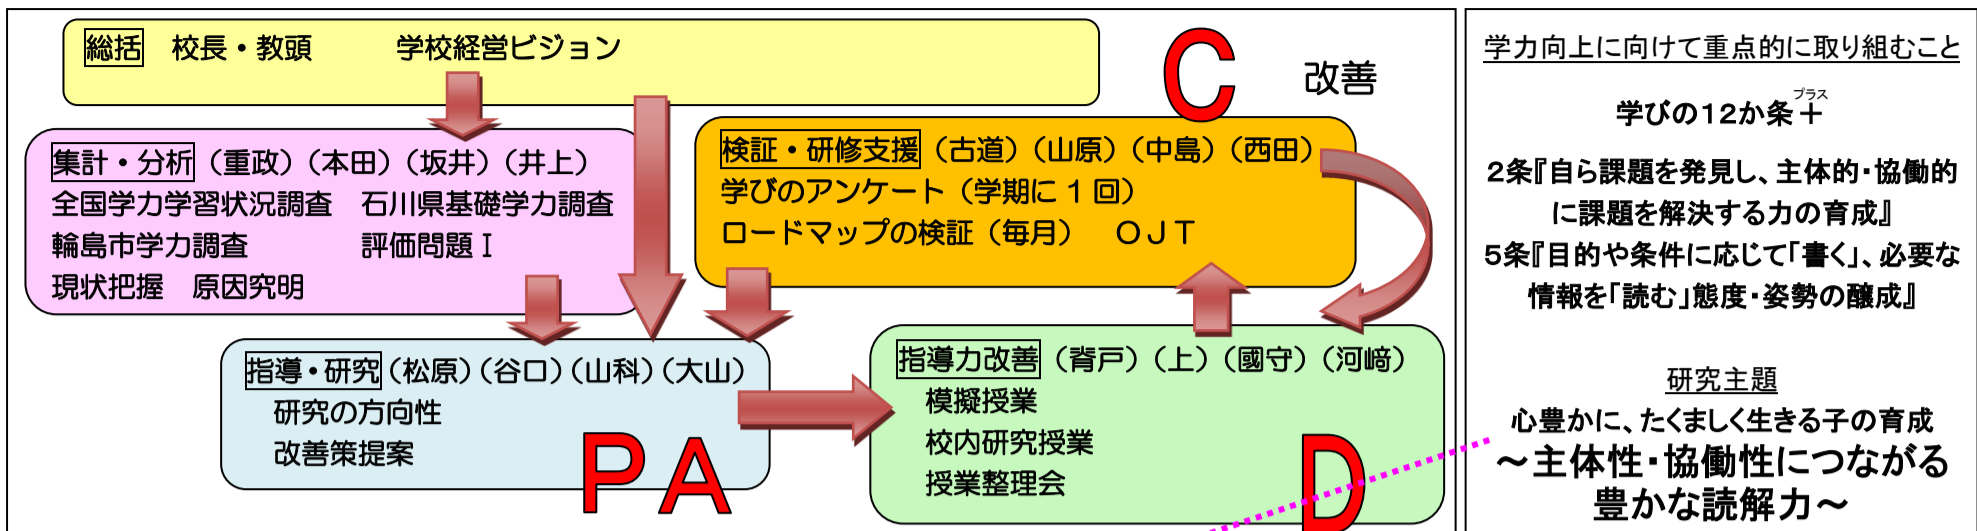 総括 校長・教頭 学校経営ビジョン
C 改善
集計・分析（重政）（本田）（坂井）（井上）
全国学力学習状況調査 石川県基礎学力調査
輪島市学力調査 評価問題Ⅰ
現状把握 原因究明
検証・研修支援（古道）（山原）（中島）（西田）
学びのアンケート（学期に１回）
ロードマップの検証（毎月） ＯＪＴ
指導・研究（松原）（谷口）（山科）（大山）
研究の方向性
改善策提案
PA
指導力改善（脊戸）（上）（國守）（河﨑）
模擬授業
校内研究授業
授業整理会
D
学力向上に向けて重点的に取り組むこと
プラス
学びの１２か条＋
２条『自ら課題を発見し、主体的・協働的
に課題を解決する力の育成』
５条『目的や条件に応じて「書く」、必要な
情報を「読む」態度・姿勢の醸成』
研究主題
心豊かに、たくましく生きる子の育成
～主体性・協働性につながる
豊かな読解力～